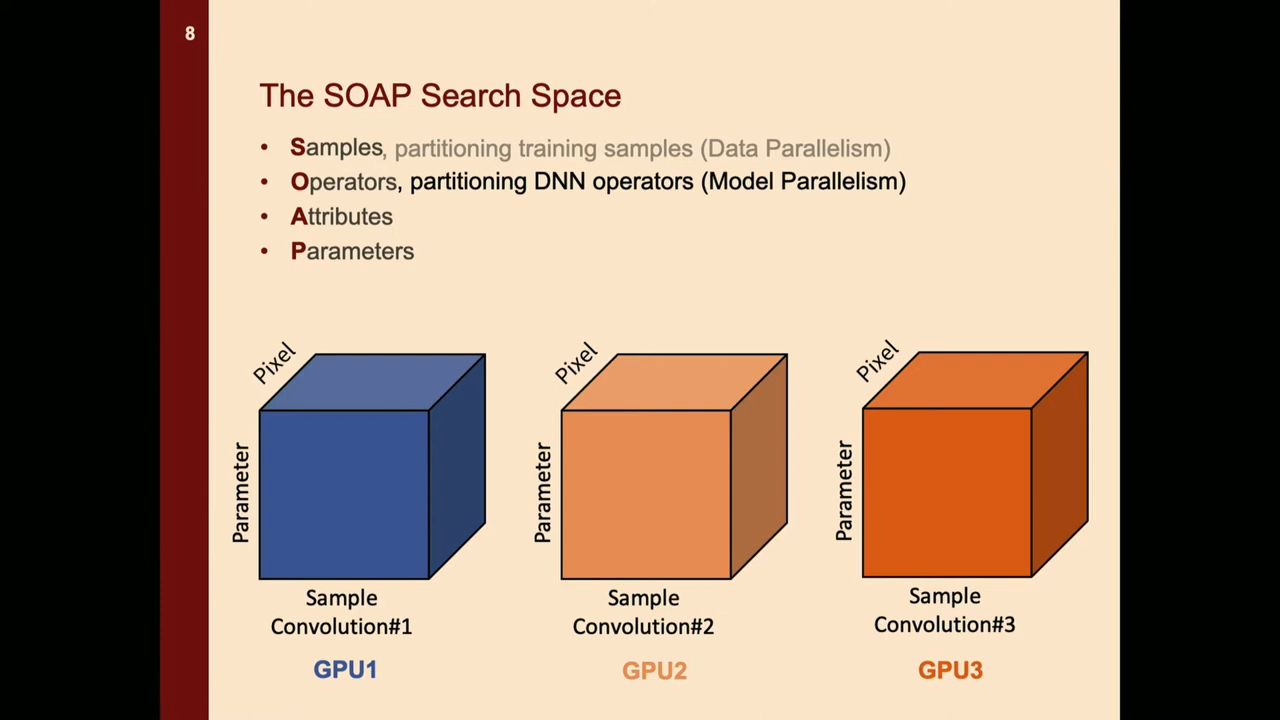 8
The SOAP Search Space
• Samples, partitioning training samples (Data Parallelism)
• Operators, partitioning DNN operators (Model Parallelism)
• Attributes
• Parameters
Pixel
Parameter
Sample
Convolution#1
GPU1
Pixel
Parameter
Sample
Convolution#2
GPU2
Pixel
Parameter
Sample
Convolution#3
GPU3